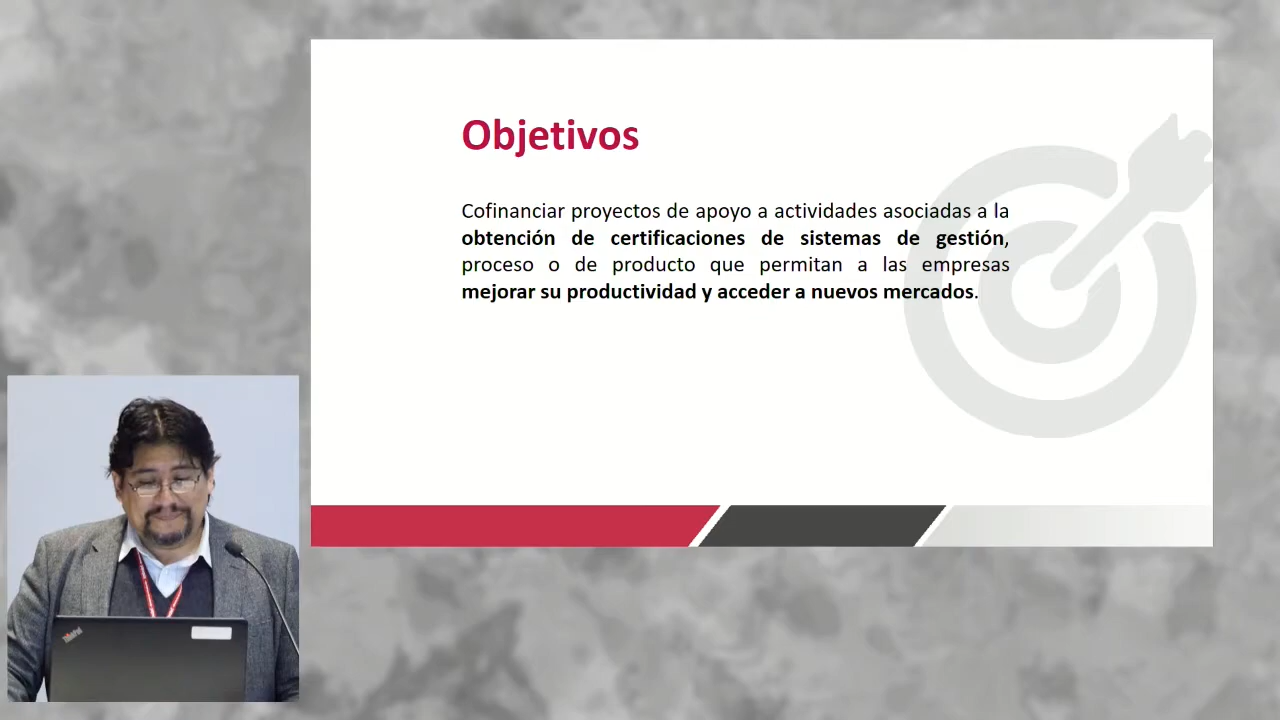 Objetivos
Cofinanciar proyectos de apoyo a actividades asociadas a la
obtención de certificaciones de sistemas de gestión,
proceso o de producto que permitan a las empresas
mejorar su productividad y acceder a nuevos mercados.
ThinkPad